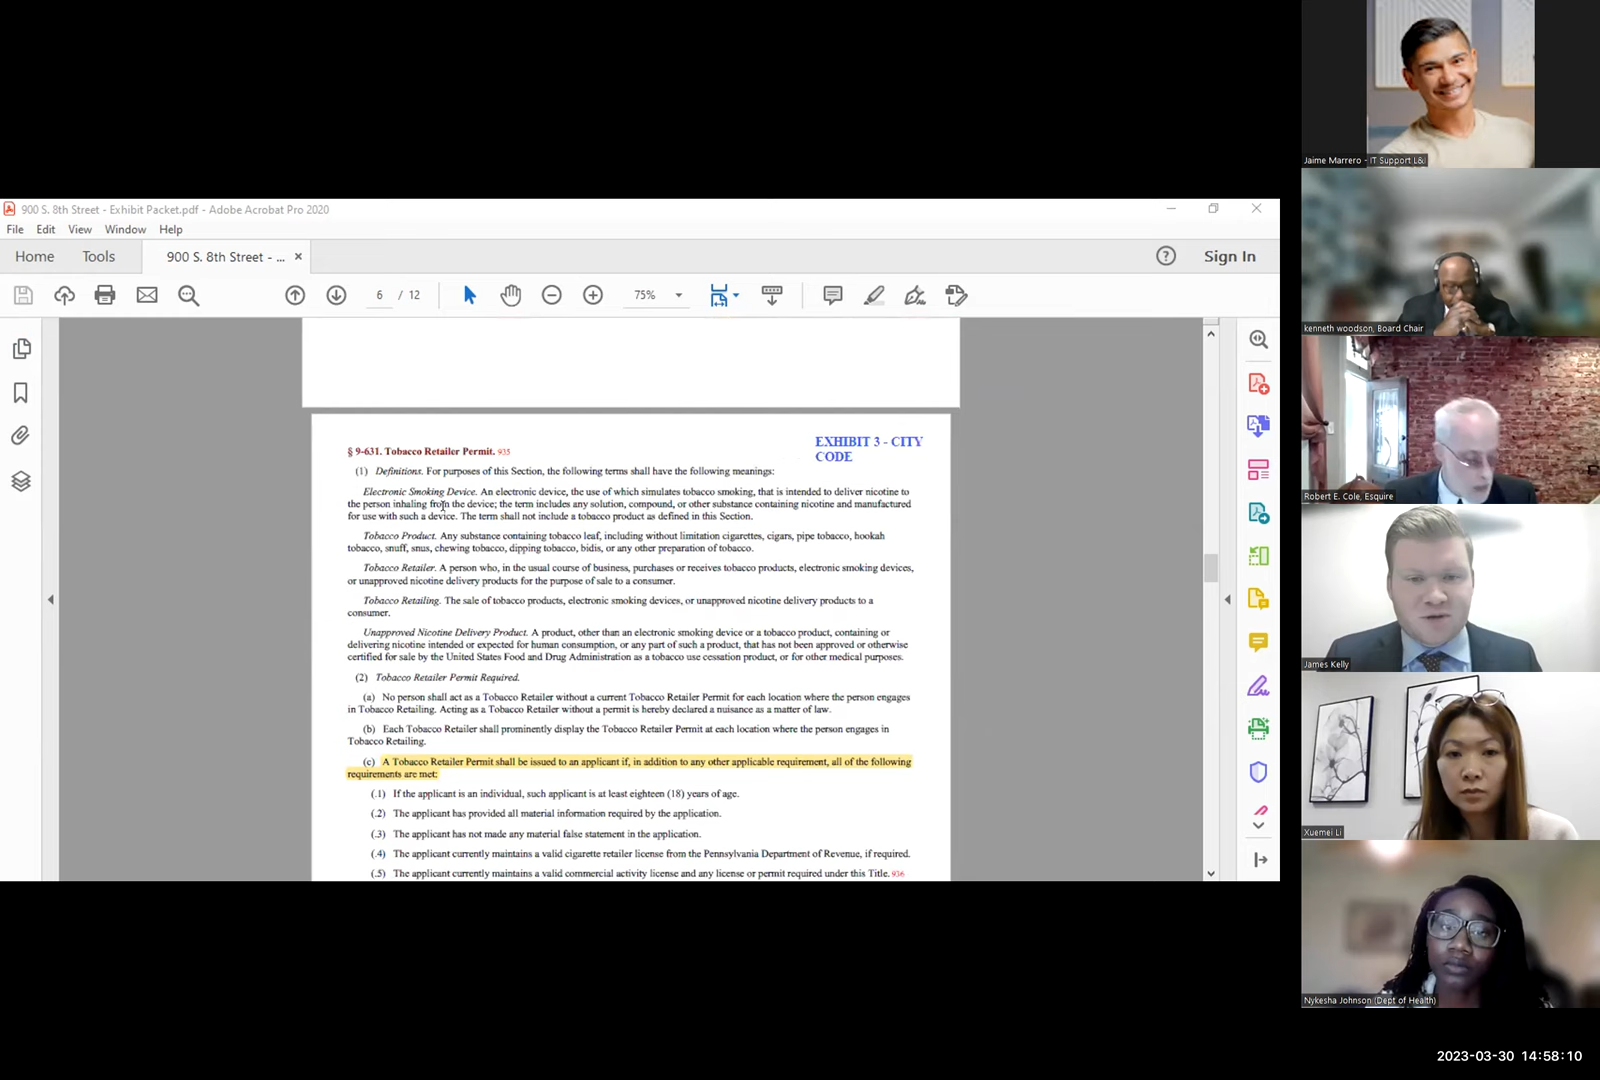 Jaime Marrero - IT Support L&I
kenneth woodson, Board Chair
Robert E. Cole, Esquire
James Kelly
Xuemei Li
Nykesha Johnson (Dept of Health)
900 S. 8th Street - Exhibit Packet.pdf - Adobe Acrobat Pro 2020
File Edit View Window Help
Home Tools 900 S. 8th Street - ... × Sign In
6 / 12 75%
EXHIBIT 3 - CITY
CODE
§ 9-631. Tobacco Retailer Permit. 935
(1) Definitions. For purposes of this Section, the following terms shall have the following meanings:
Electronic Smoking Device. An electronic device, the use of which simulates tobacco smoking, that is intended to deliver nicotine to
the person inhaling from the device; the term includes any solution, compound, or other substance containing nicotine and manufactured
for use with such a device. The term shall not include a tobacco product as defined in this Section.
Tobacco Product. Any substance containing tobacco leaf, including without limitation cigarettes, cigars, pipe tobacco, hookah
tobacco, snuff, snus, chewing tobacco, dipping tobacco, bidis, or any other preparation of tobacco.
Tobacco Retailer. A person who, in the usual course of business, purchases or receives tobacco products, electronic smoking devices,
or unapproved nicotine delivery products for the purpose of sale to a consumer.
Tobacco Retailing. The sale of tobacco products, electronic smoking devices, or unapproved nicotine delivery products to a
consumer.
Unapproved Nicotine Delivery Product. A product, other than an electronic smoking device or a tobacco product, containing or
delivering nicotine intended or expected for human consumption, or any part of such a product, that has not been approved or otherwise
certified for sale by the United States Food and Drug Administration as a tobacco use cessation product, or for other medical purposes.
(2) Tobacco Retailer Permit Required.
(a) No person shall act as a Tobacco Retailer without a current Tobacco Retailer Permit for each location where the person engages
in Tobacco Retailing. Acting as a Tobacco Retailer without a permit is hereby declared a nuisance as a matter of law.
(b) Each Tobacco Retailer shall prominently display the Tobacco Retailer Permit at each location where the person engages in
Tobacco Retailing.
(c) A Tobacco Retailer Permit shall be issued to an applicant if, in addition to any other applicable requirement, all of the following
requirements are met:
(.1) If the applicant is an individual, such applicant is at least eighteen (18) years of age.
(.2) The applicant has provided all material information required by the application.
(.3) The applicant has not made any material false statement in the application.
(.4) The applicant currently maintains a valid cigarette retailer license from the Pennsylvania Department of Revenue, if required.
(.5) The applicant currently maintains a valid commercial activity license and any license or permit required under this Title. 936
2023-03-30 14:58:10